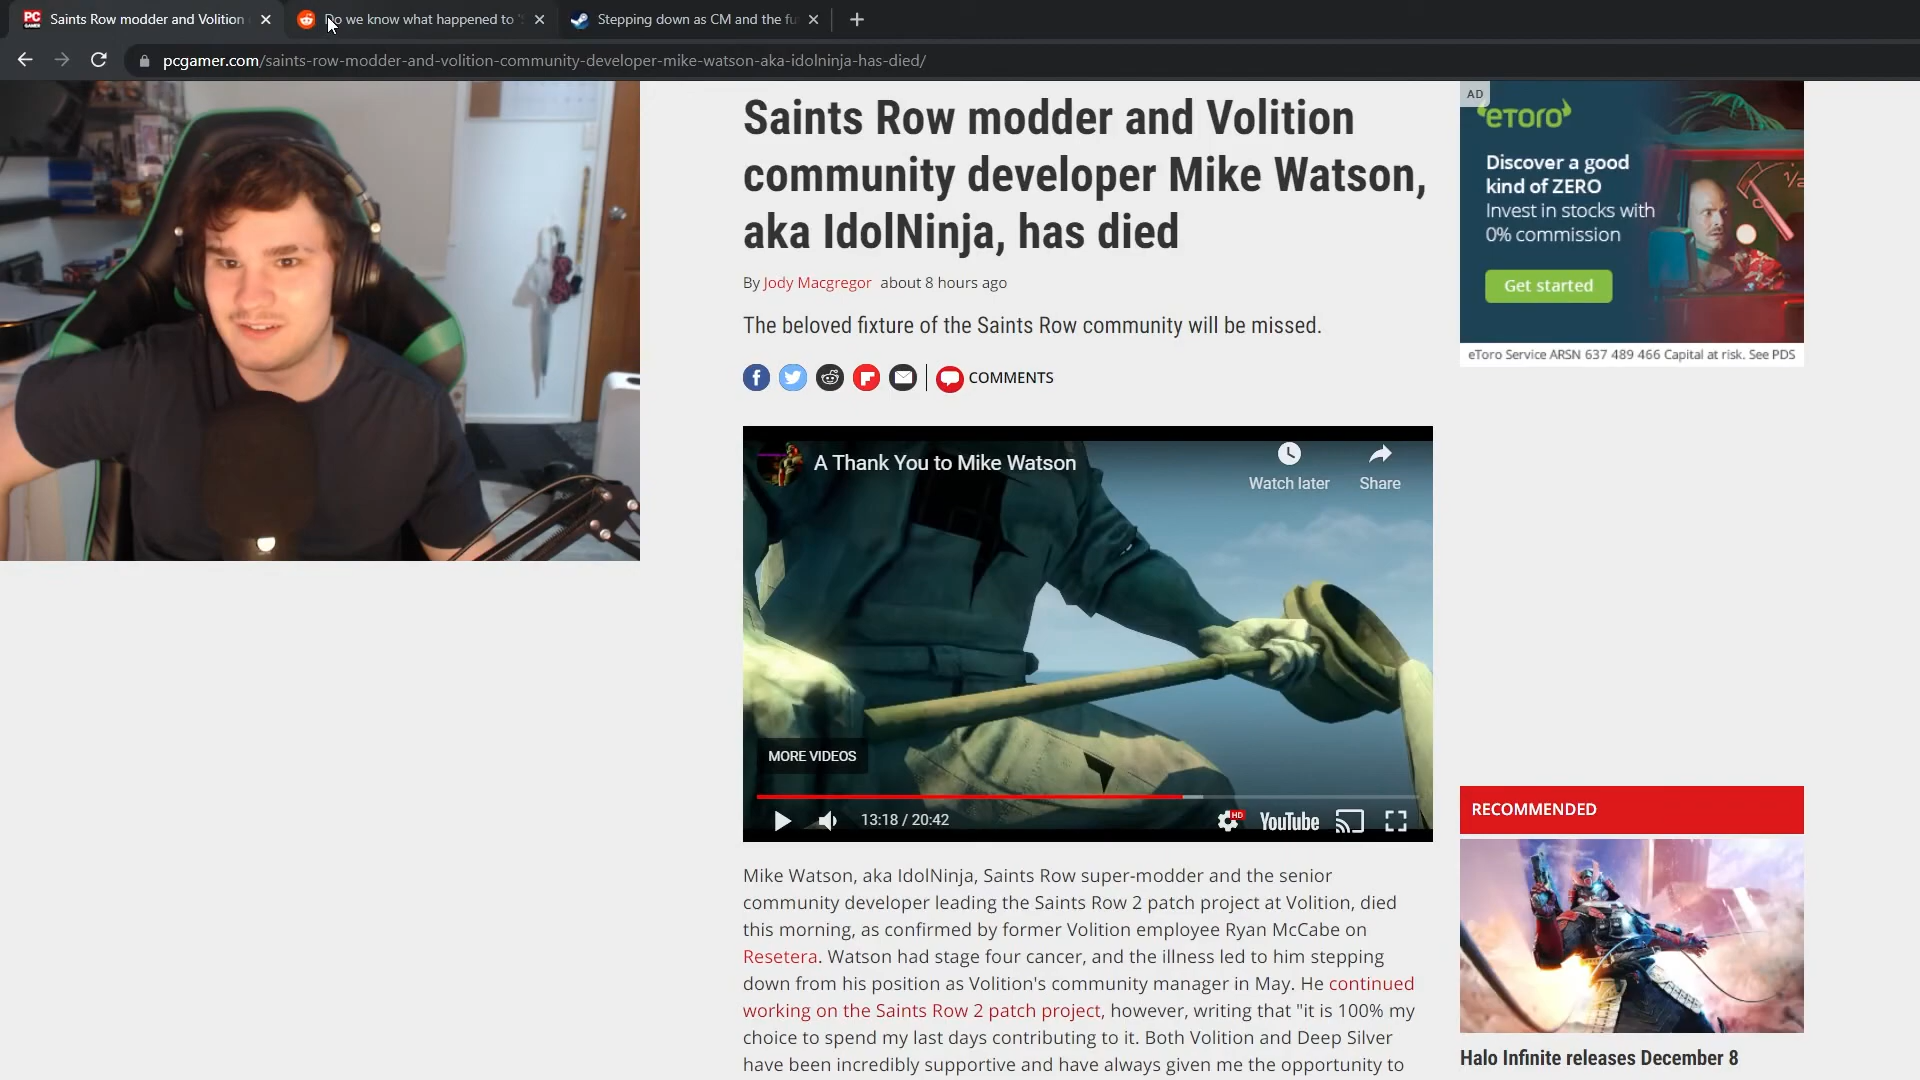 PC GAMER
Saints Row modder and Volition
Do we know what happened to
Stepping down as CM and the fu
pcgamer.com/saints-row-modder-and-volition-community-developer-mike-watson-aka-idolninja-has-died/
Saints Row modder and Volition
community developer Mike Watson,
aka IdolNinja, has died
By Jody Macgregor about 8 hours ago
The beloved fixture of the Saints Row community will be missed.
COMMENTS
A Thank You to Mike Watson
Watch later
Share
MORE VIDEOS
13:18 / 20:42
HD
YouTube
Mike Watson, aka IdolNinja, Saints Row super-modder and the senior
community developer leading the Saints Row 2 patch project at Volition, died
this morning, as confirmed by former Volition employee Ryan McCabe on
Resetera. Watson had stage four cancer, and the illness led to him stepping
down from his position as Volition's community manager in May. He continued
working on the Saints Row 2 patch project, however, writing that "it is 100% my
choice to spend my last days contributing to it. Both Volition and Deep Silver
have been incredibly supportive and have always given me the opportunity to
AD
eToro
Discover a good
kind of ZERO
Invest in stocks with
0% commission
Get started
eToro Service ARSN 637 489 466 Capital at risk. See PDS
RECOMMENDED
Halo Infinite releases December 8